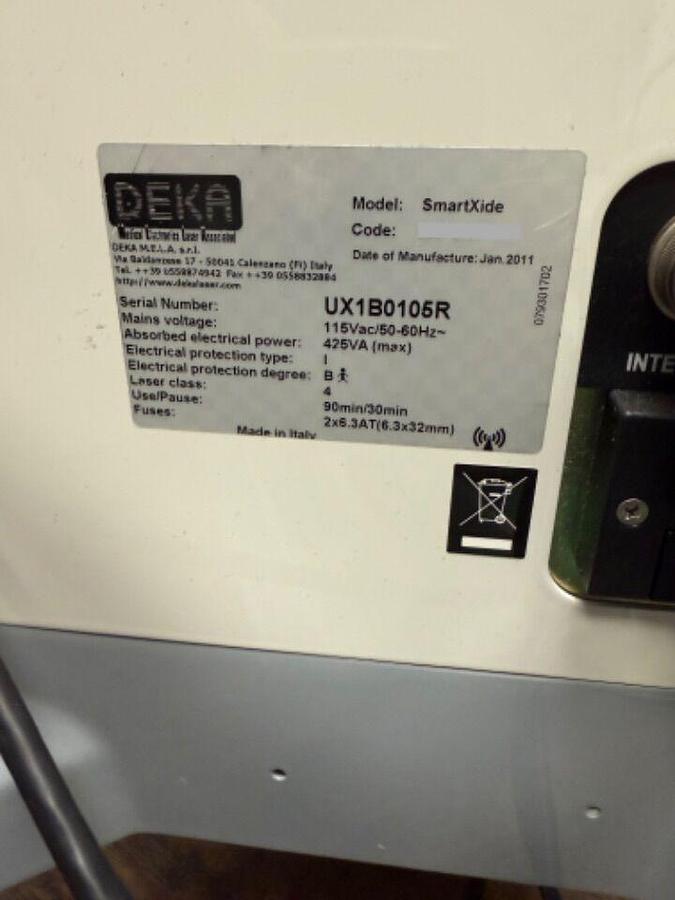 DEKA
Medical Electronics Laser Associated
DEKA M.E.L.A. s.r.l.
Via Baldanzese 17 - 50041 Calenzano (FI) Italy
Tel. ++39 0558874942 Fax ++39 0558832884
http://www.dekalaser.com
Model: SmartXide
Code:
Date of Manufacture: Jan 2011
079301702
Serial Number: UX1B0105R
Mains voltage: 115Vac/50-60Hz~
Absorbed electrical power: 425VA (max)
Electrical protection type: I
Electrical protection degree: B
Laser class: 4
Use/Pause: 90min/30min
Fuses: 2x6.3AT(6.3x32mm)
Made in Italy
INTE